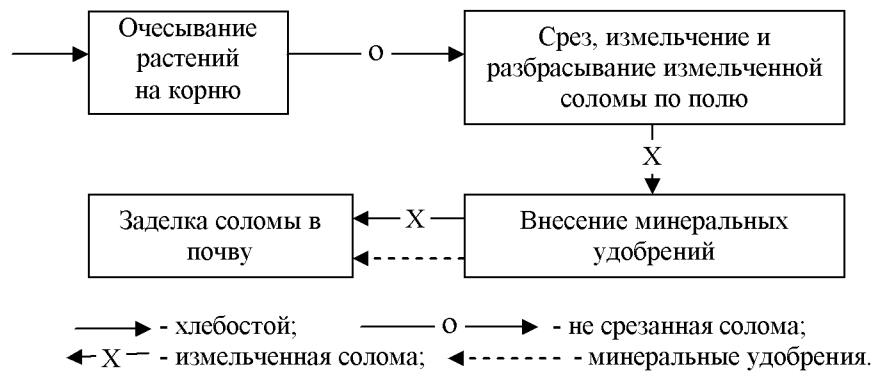 Очесывание
растений
на корню
о
Срез, измельчение и
разбрасывание измельченной
соломы по полю
Х
Заделка соломы в
почву
Х
Внесение минеральных
удобрений
- хлебостой;
о
- не срезанная солома;
Х
- измельченная солома;
- минеральные удобрения.